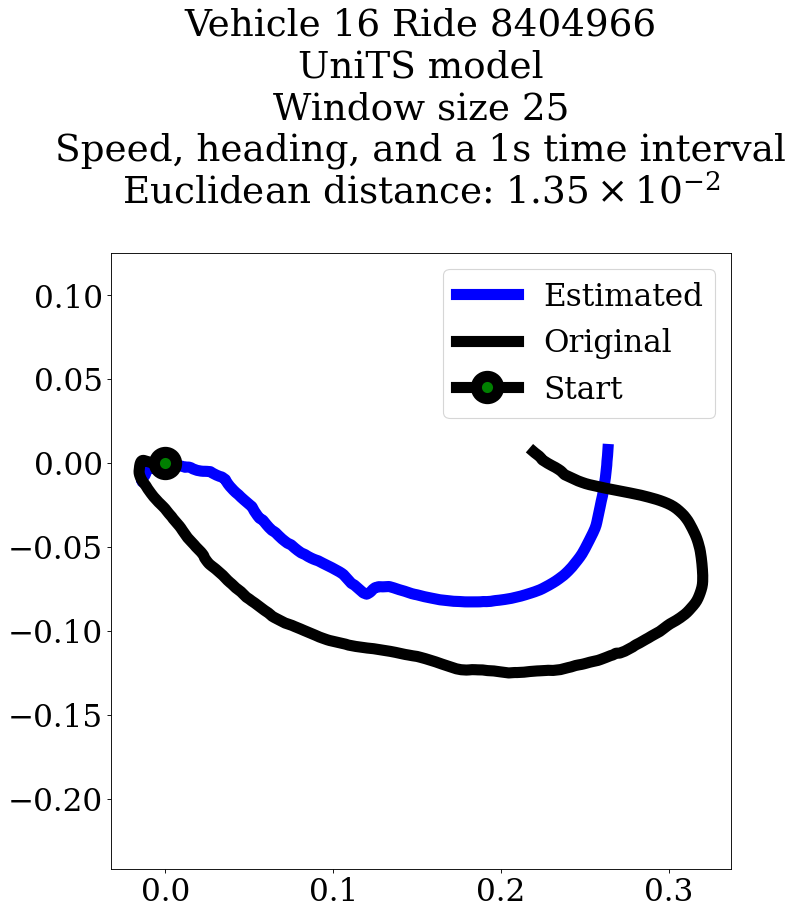 Vehicle 16 Ride 8404966
UniTS model
Window size 25
Speed, heading, and a 1s time interval
Euclidean distance: 1.35 × 10⁻²
Estimated
Original
Start
0.10
0.05
0.00
−0.05
−0.10
−0.15
−0.20
0.0 0.1 0.2 0.3